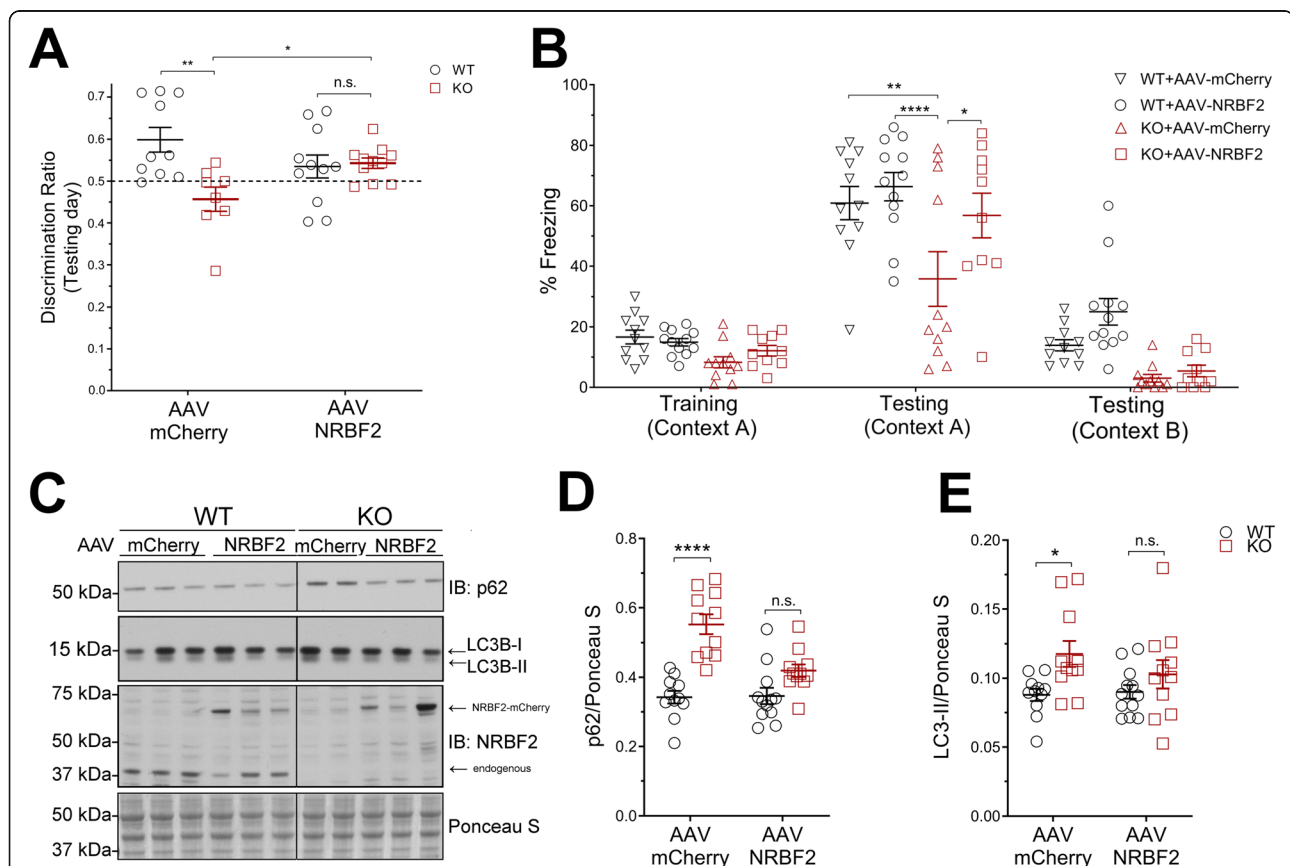 A
**
*
n.s.
WT
KO
Discrimination Ratio
(Testing day)
0.7
0.6
0.5
0.4
0.3
0.2
0.1
0.0
AAV
mCherry
AAV
NRBF2
B
% Freezing
100
80
60
40
20
0
**
****
*
WT+AAV-mCherry
WT+AAV-NRBF2
KO+AAV-mCherry
KO+AAV-NRBF2
Training
(Context A)
Testing
(Context A)
Testing
(Context B)
C
WT
KO
AAV
mCherry
NRBF2
mCherry
NRBF2
50 kDa
IB: p62
15 kDa
←LC3B-I
←LC3B-II
75 kDa
← NRBF2-mCherry
50 kDa
IB: NRBF2
37 kDa
← endogenous
50 kDa
Ponceau S
37 kDa
D
p62/Ponceau S
0.8
0.6
0.4
0.2
0.0
****
n.s.
AAV
mCherry
AAV
NRBF2
E
LC3-II/Ponceau S
0.20
0.15
0.10
0.05
0.00
*
n.s.
WT
KO
AAV
mCherry
AAV
NRBF2